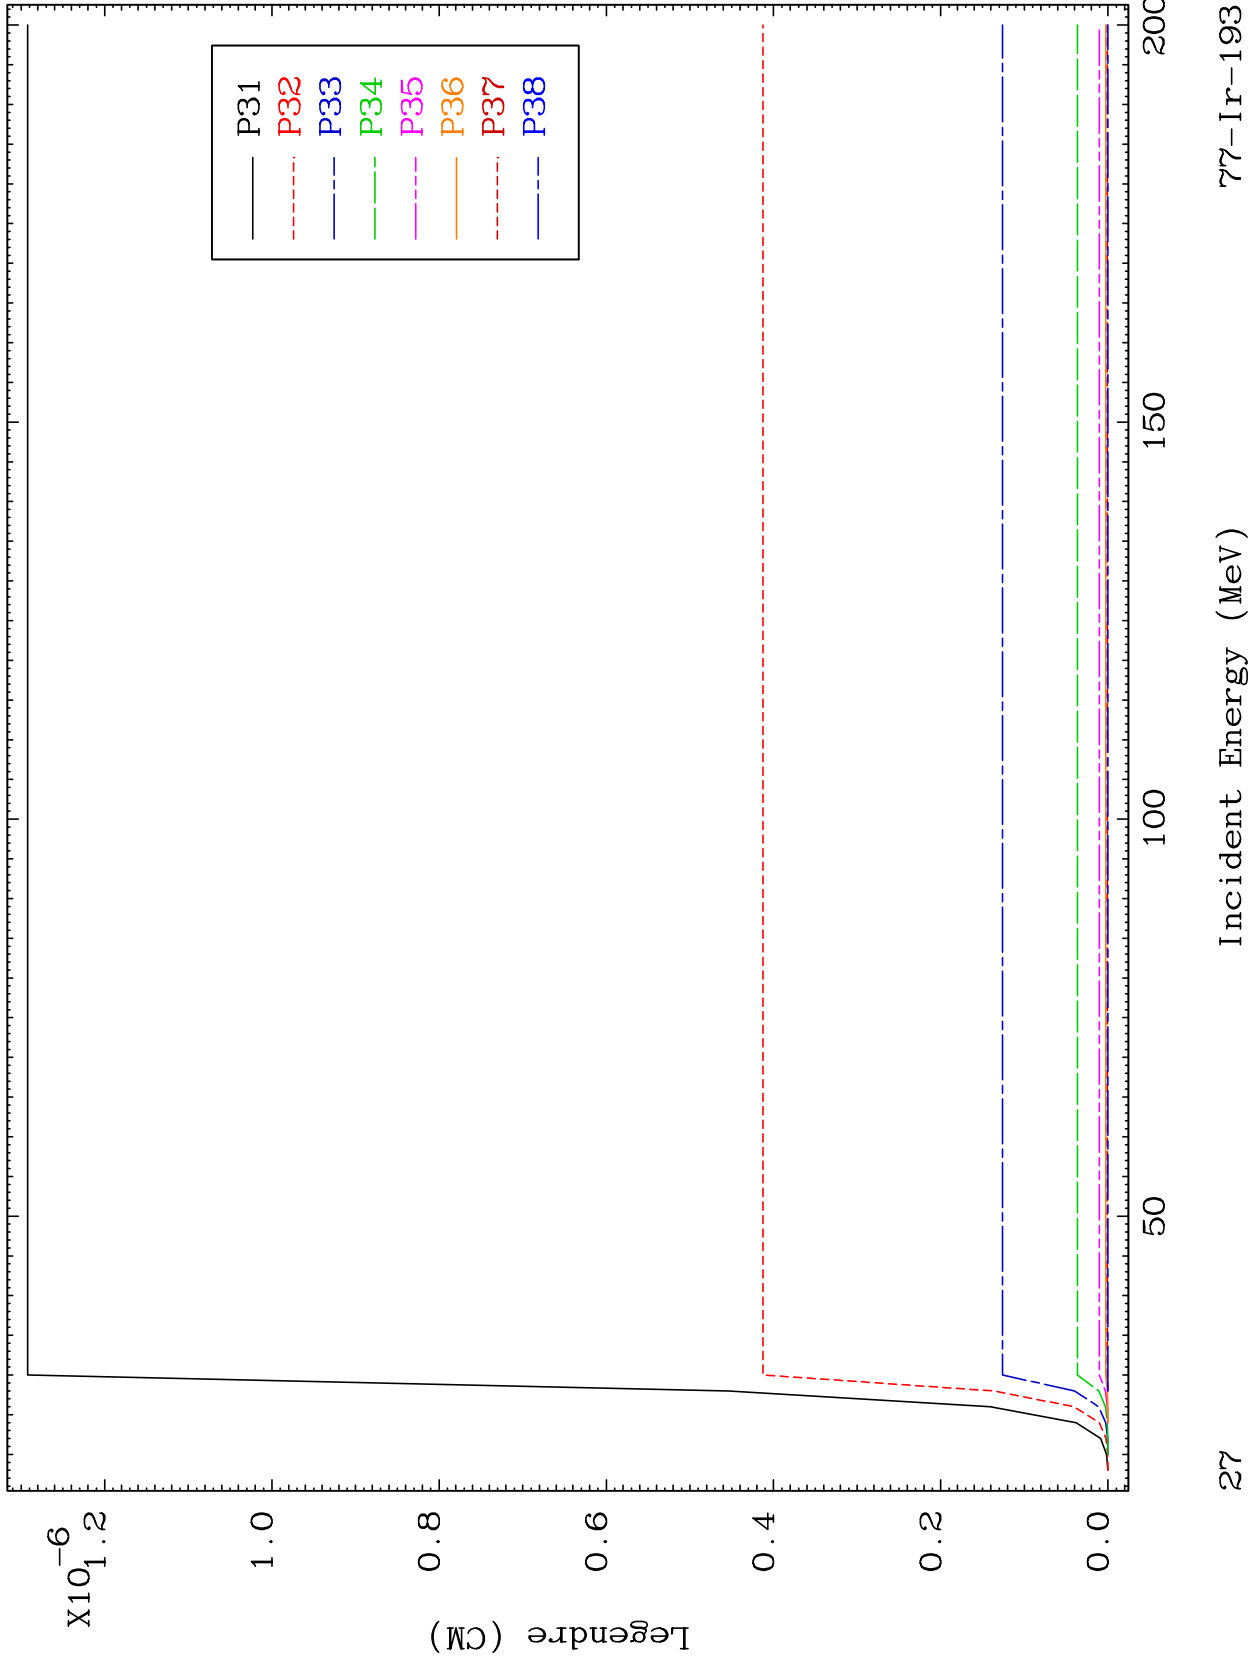 X10-6
1.2
1.0
0.8
0.6
0.4
0.2
0.0
Legendre (CM)
P31
P32
P33
P34
P35
P36
P37
P38
50
100
150
200
27
Incident Energy (MeV)
77-Ir-193